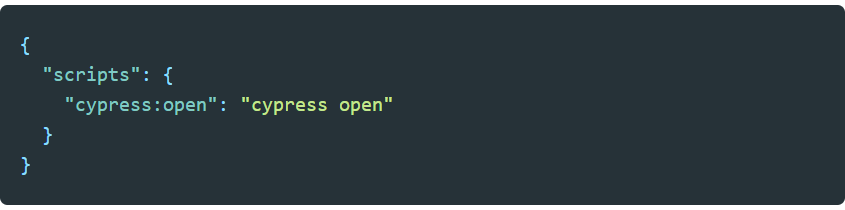 {
  "scripts": {
    "cypress:open": "cypress open"
  }
}